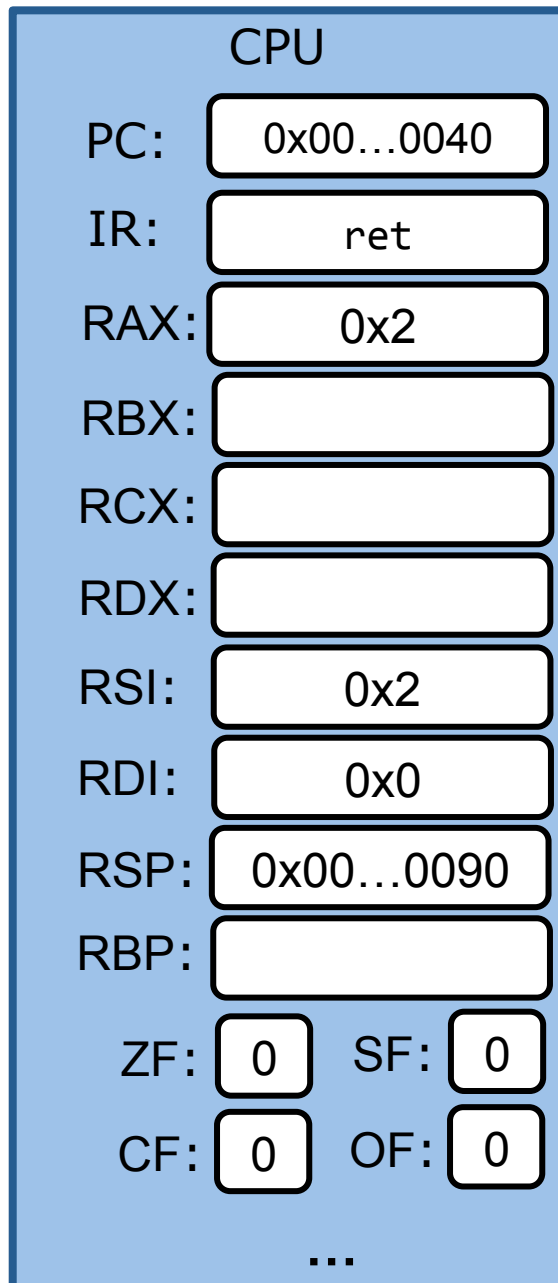 CPU
PC: 0x00…0040
IR: ret
RAX: 0x2
RBX:
RCX:
RDX:
RSI: 0x2
RDI: 0x0
RSP: 0x00…0090
RBP:
ZF: 0 SF: 0
CF: 0 OF: 0
…